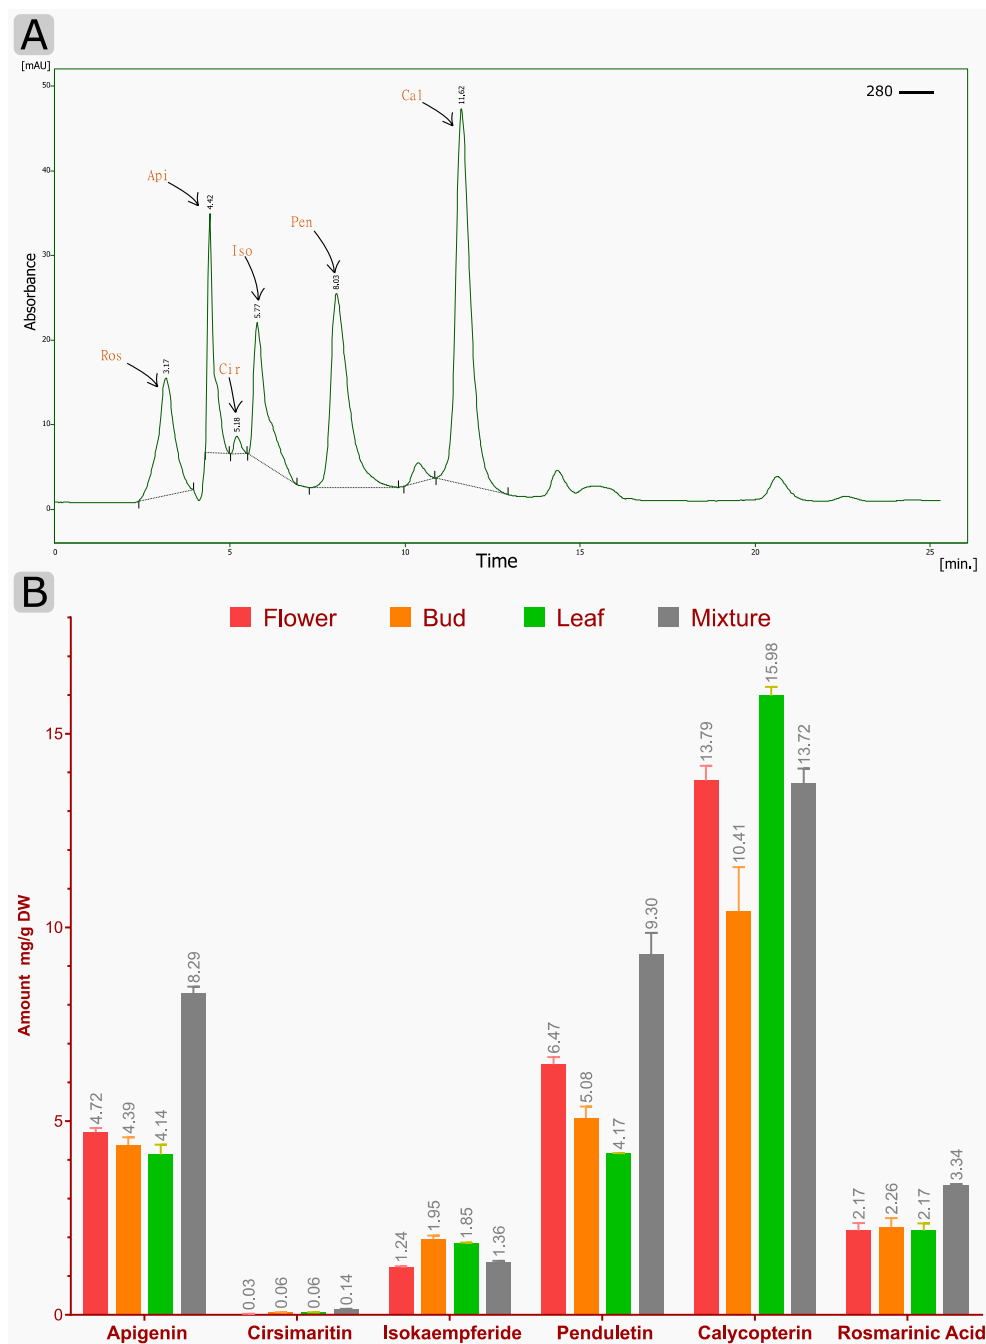 A
[mAU]
50
40
30
20
10
0
Absorbance
280
Ros
3.17
Api
4.42
Cir
5.18
Iso
5.77
Pen
8.03
Cal
11.62
0
5
10
15
20
25
Time
[min.]
B
Flower
Bud
Leaf
Mixture
Amount mg/g DW
15
10
5
0
4.72
4.39
4.14
8.29
0.03
0.06
0.06
0.14
1.24
1.95
1.85
1.36
6.47
5.08
4.17
9.30
13.79
10.41
15.98
13.72
2.17
2.26
2.17
3.34
Apigenin
Cirsimaritin
Isokaempferide
Penduletin
Calycopterin
Rosmarinic Acid